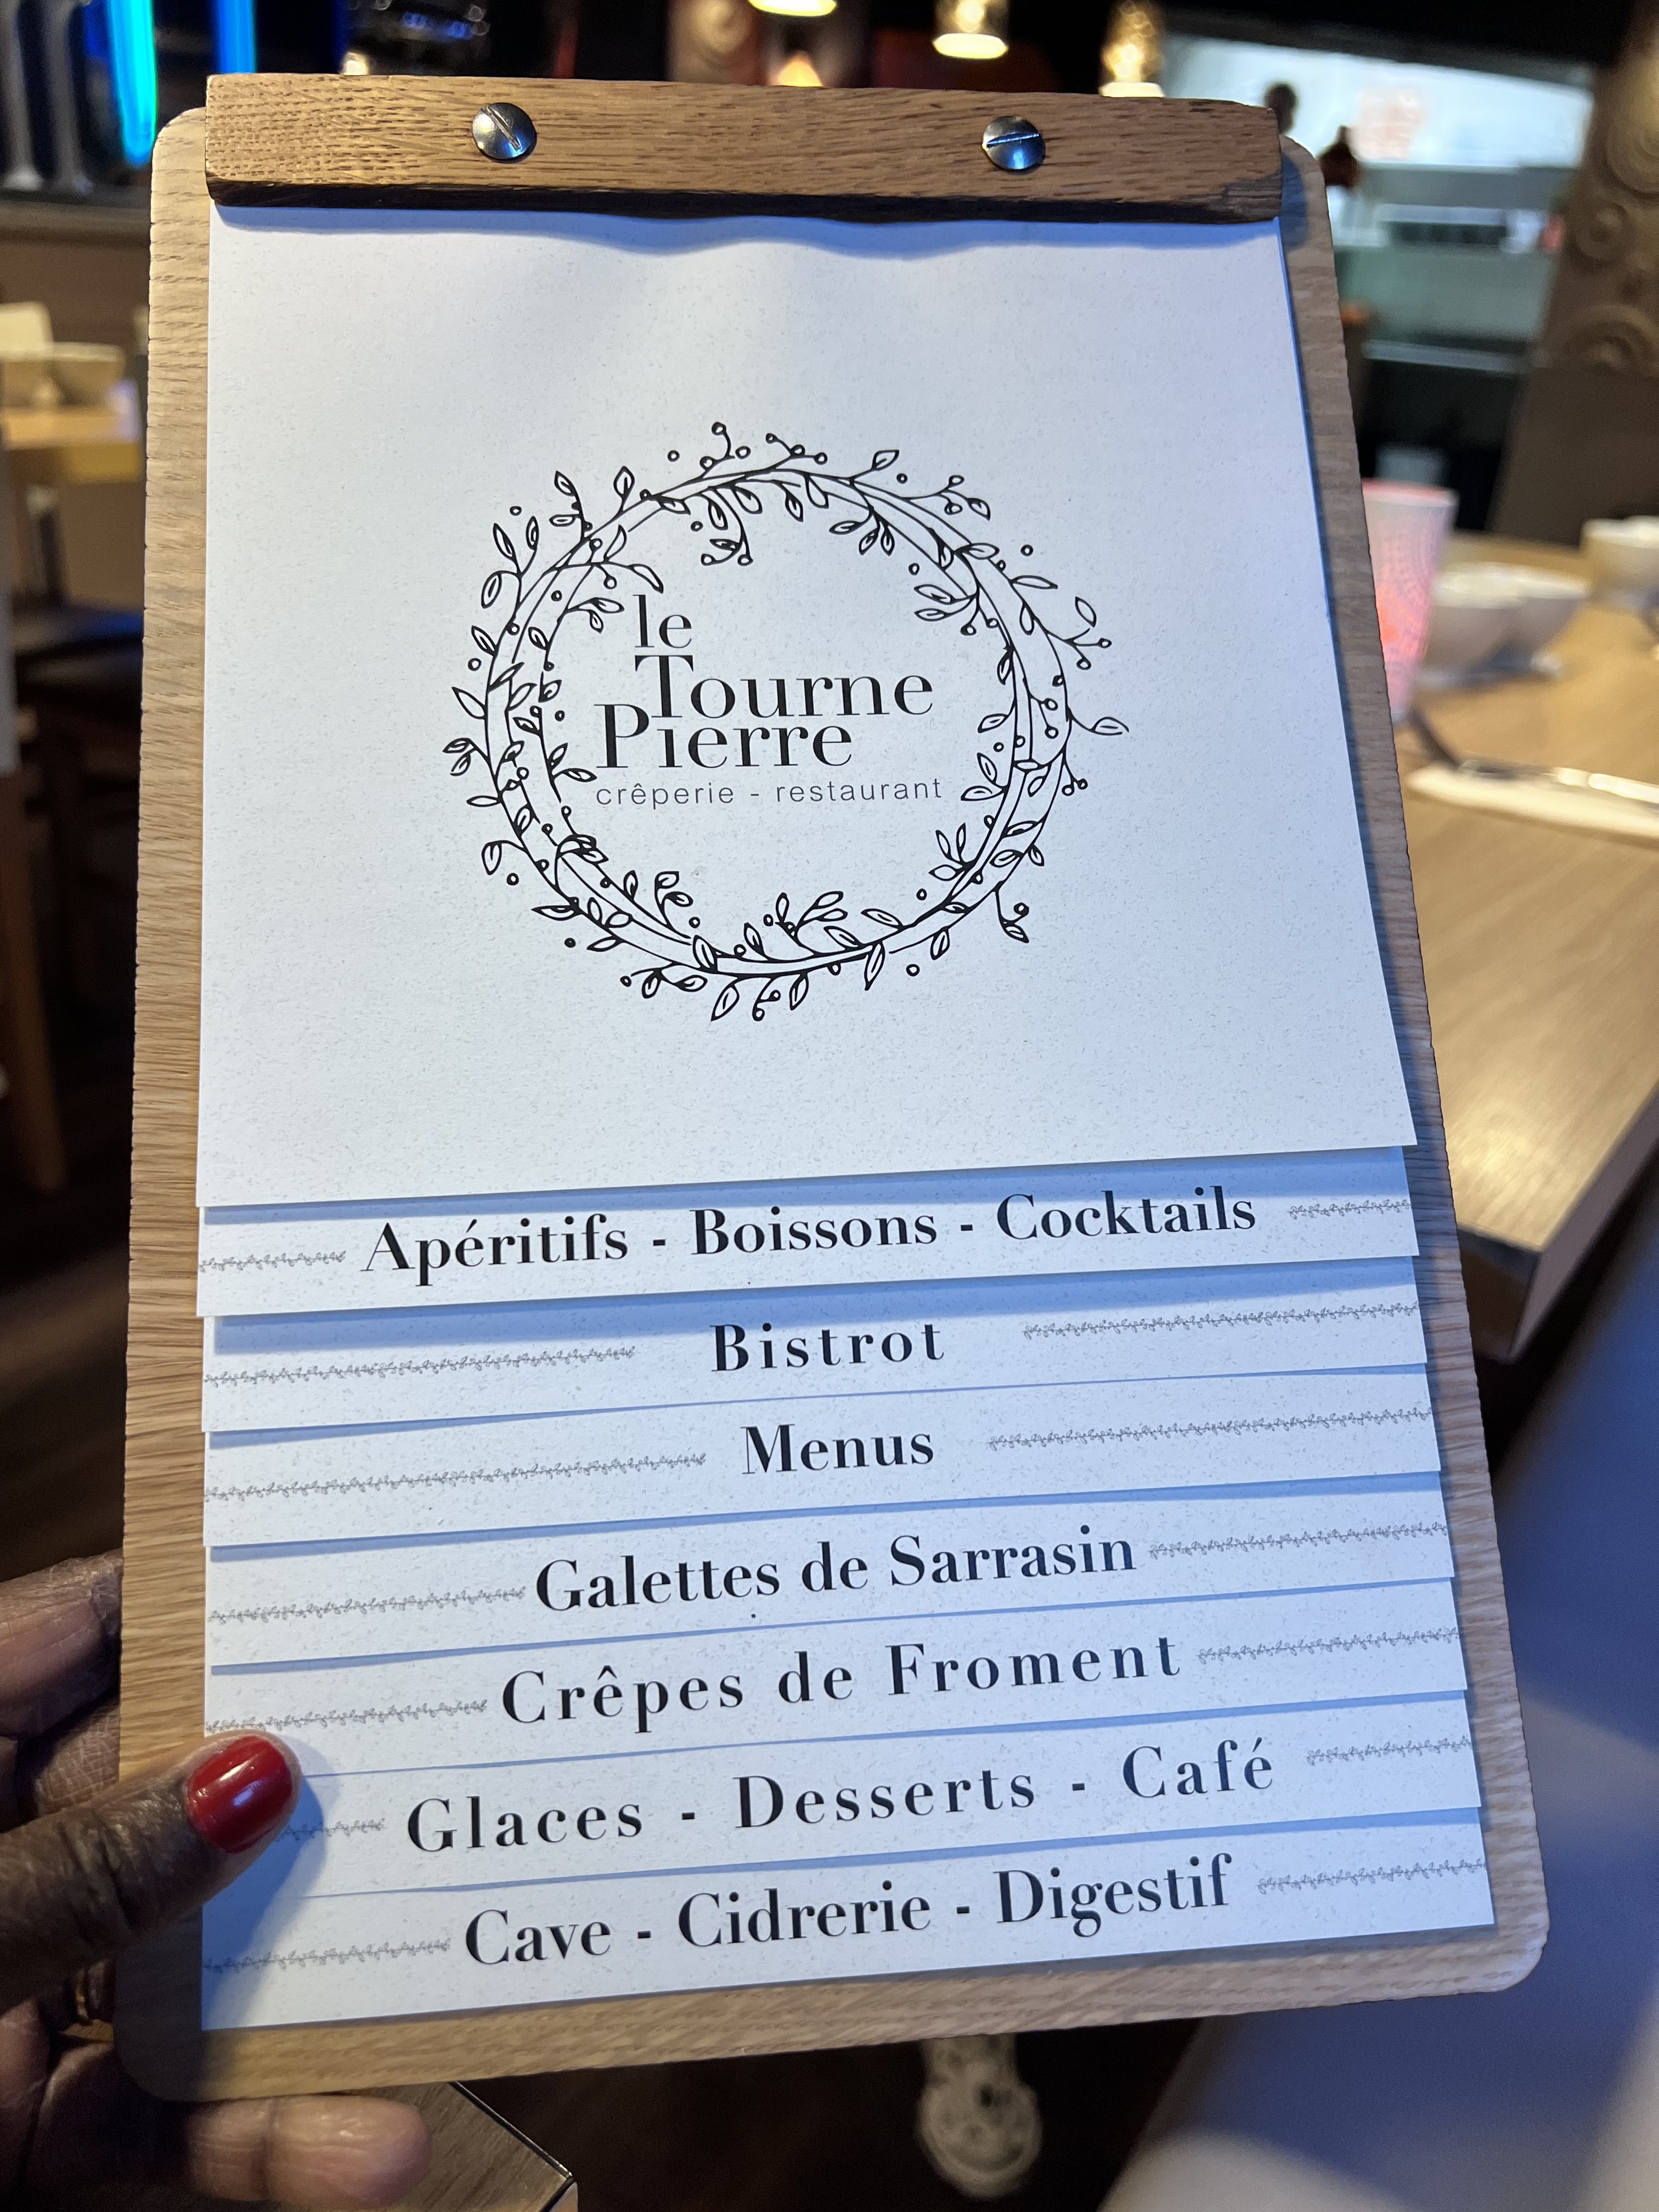 le
Tourne
Pierre
crêperie - restaurant
Apéritifs - Boissons - Cocktails
Bistrot
Menus
Galettes de Sarrasin
Crêpes de Froment
Glaces - Desserts - Café
Cave - Cidrerie - Digestif